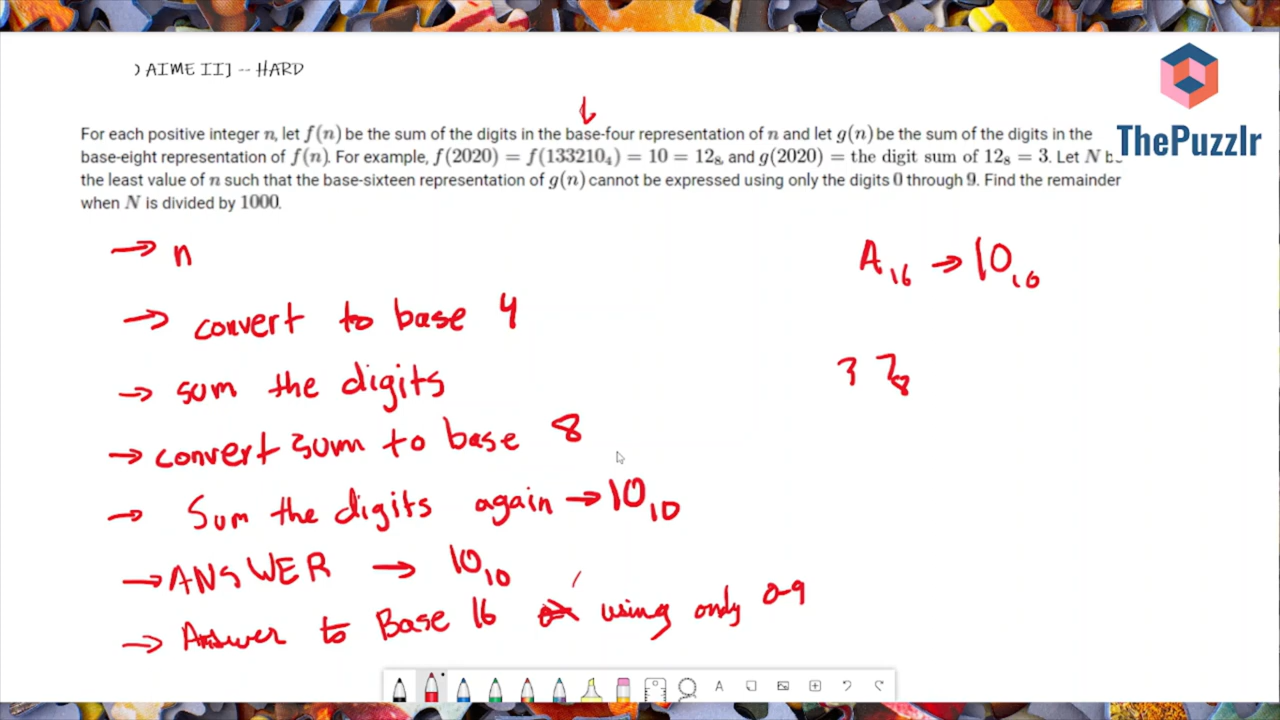 ) AIME II] -- HARD
ThePuzzlr
For each positive integer n, let f(n) be the sum of the digits in the base-four representation of n and let g(n) be the sum of the digits in the
base-eight representation of f(n). For example, f(2020) = f(133210₄) = 10 = 12₈, and g(2020) = the digit sum of 12₈ = 3. Let N b
the least value of n such that the base-sixteen representation of g(n) cannot be expressed using only the digits 0 through 9. Find the remainder
when N is divided by 1000.
→ n
A₁₆ → 10₁₀
→ convert to base 4
37₈
→ sum the digits
→ convert sum to base 8
→ Sum the digits again → 10₁₀
→ ANSWER → 10₁₀
→ Answer to Base 16 using only 0-9
A